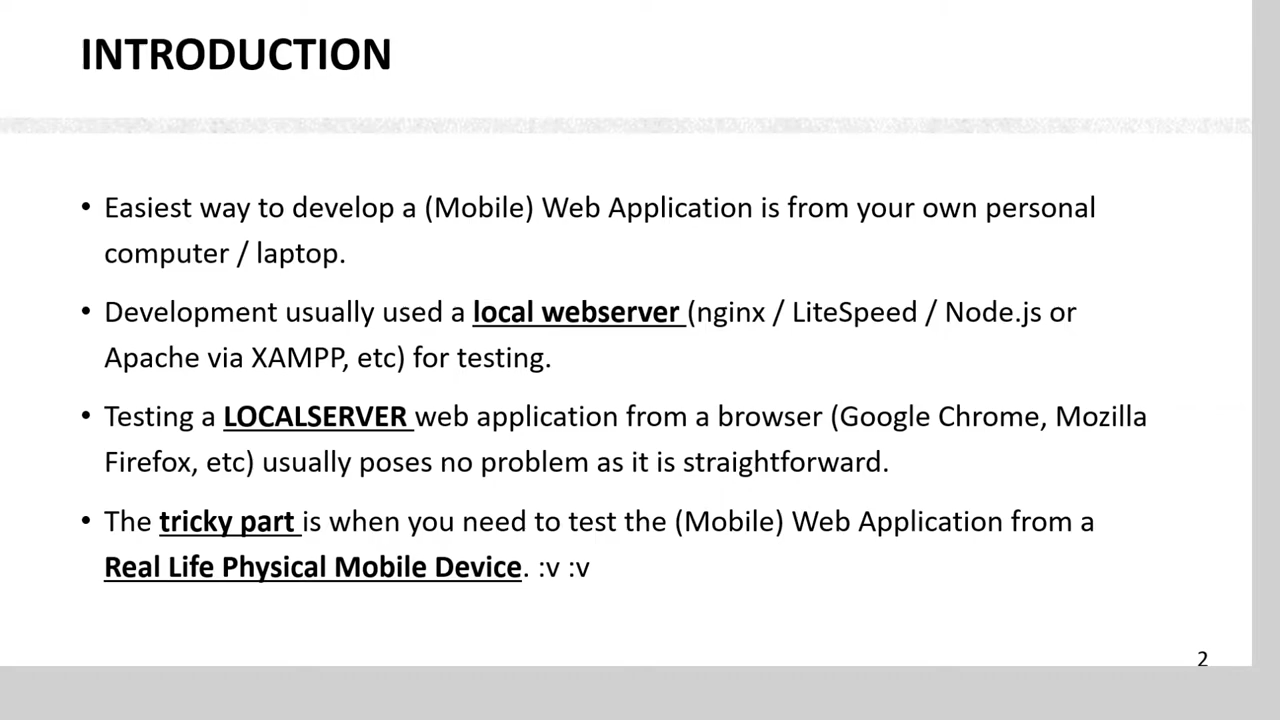 INTRODUCTION
• Easiest way to develop a (Mobile) Web Application is from your own personal
computer / laptop.
• Development usually used a local webserver (nginx / LiteSpeed / Node.js or
Apache via XAMPP, etc) for testing.
• Testing a LOCALSERVER web application from a browser (Google Chrome, Mozilla
Firefox, etc) usually poses no problem as it is straightforward.
• The tricky part is when you need to test the (Mobile) Web Application from a
Real Life Physical Mobile Device. :v :v
2